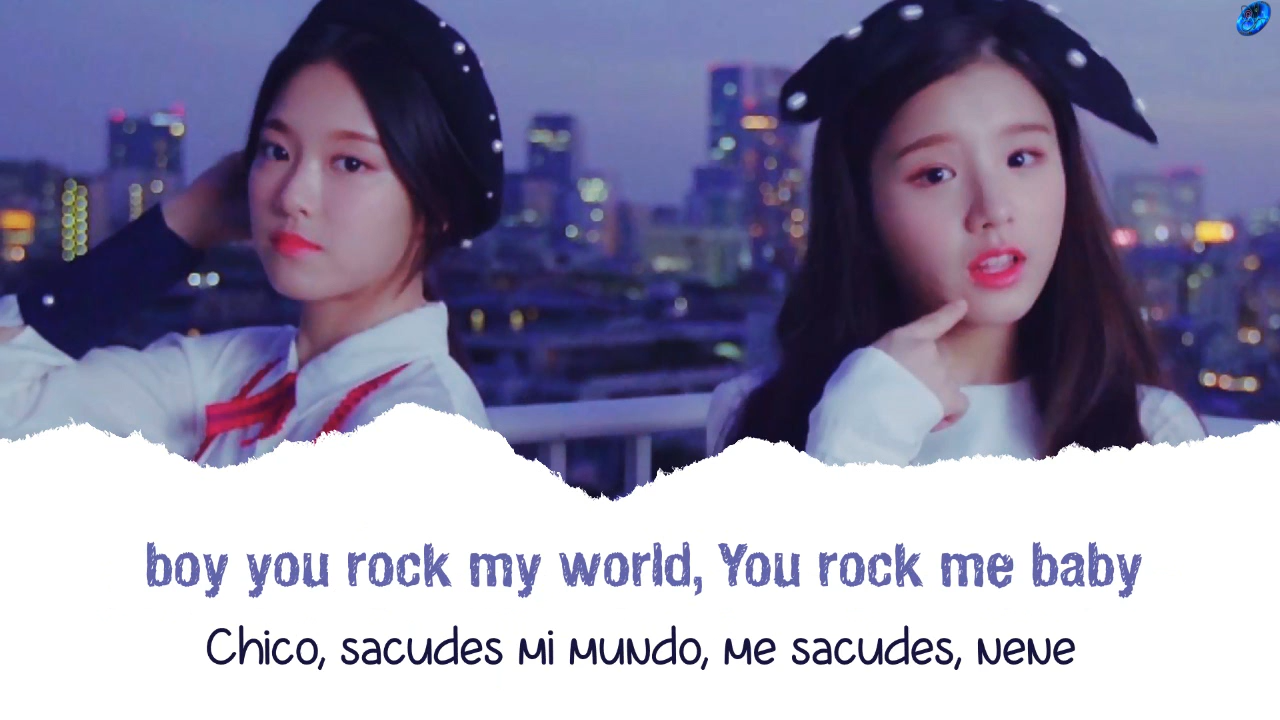 boy you rock my world, You rock me baby
Chico, sacudes mi mundo, me sacudes, nene